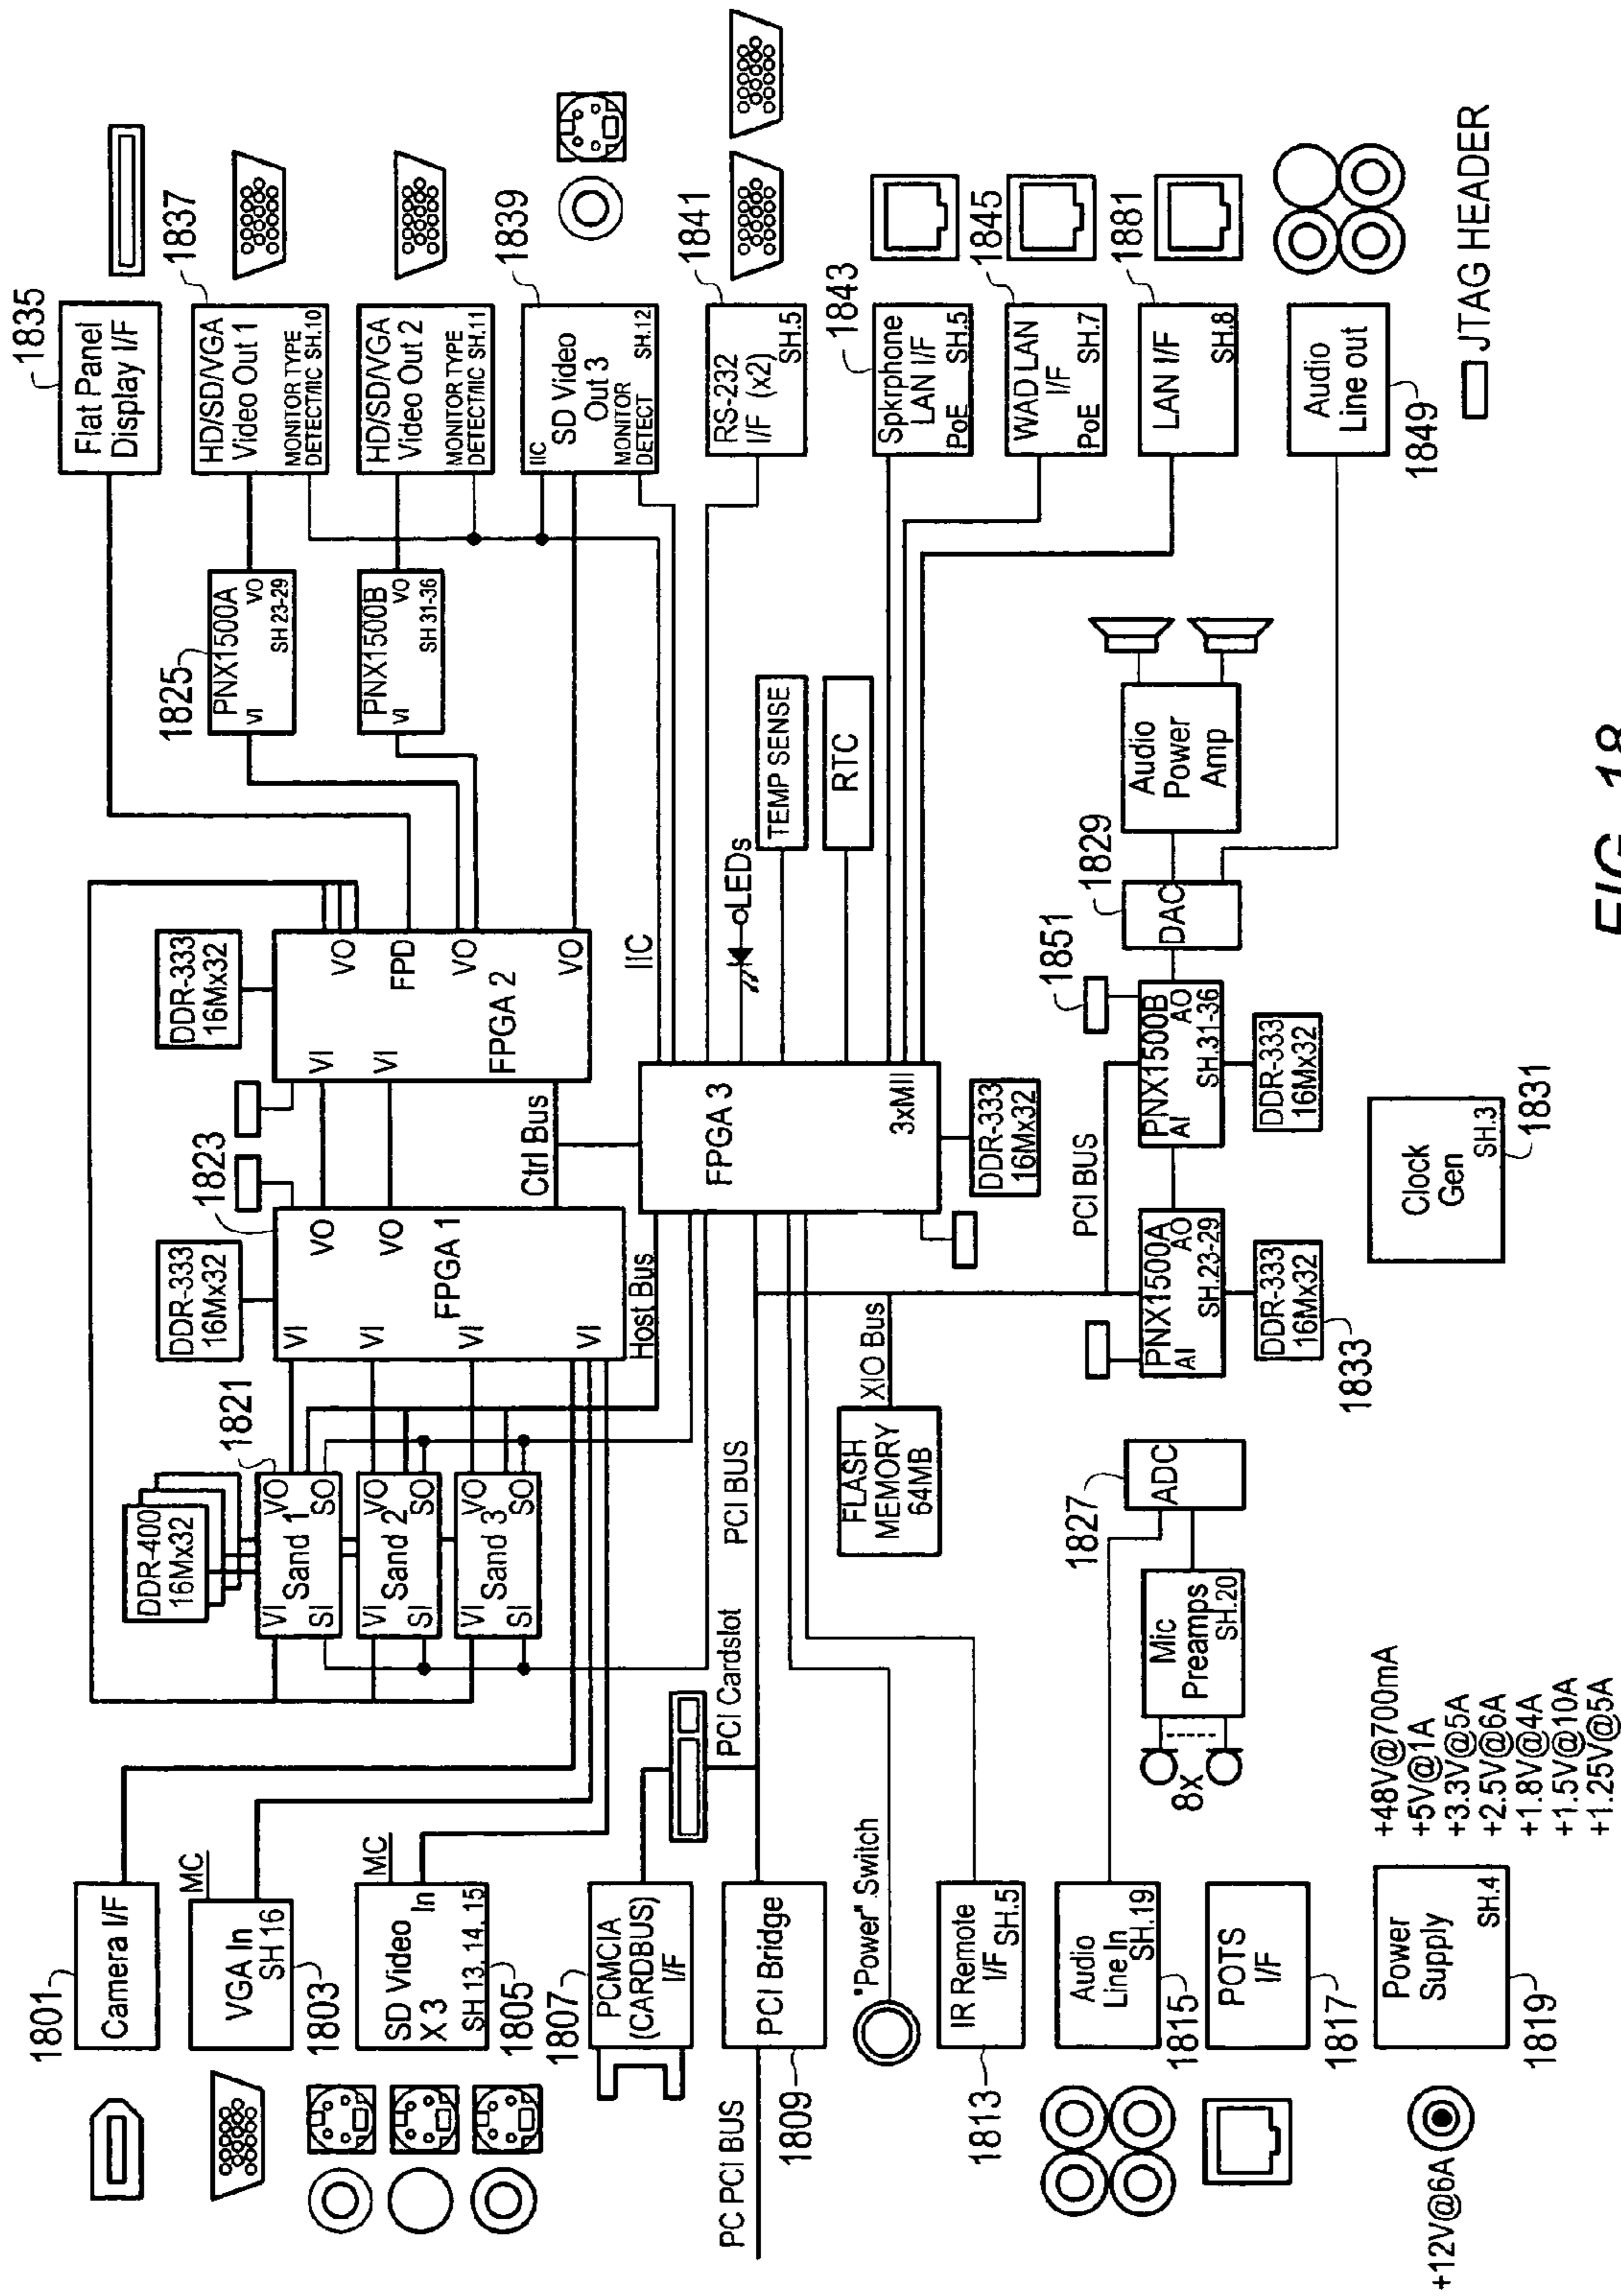 1801
Camera I/F
MC
VGA In
SH 16
1803
MC
SD Video In
X 3
SH 13, 14, 15
1805
1807
PCMCIA
(CARDBUS)
I/F
PCI Cardslot
PC PCI BUS
PCI Bridge
1809
PCI BUS
"Power" Switch
IR Remote
I/F
SH.5
1813
Audio
Line In
SH.19
1815
POTS
I/F
1817
+12V@6A
Power
Supply
SH.4
1819
+48V@700mA
+5V@1A
+3.3V@5A
+2.5V@6A
+1.8V@4A
+1.5V@10A
+1.25V@5A
DDR-400
16Mx32
1821
VI VO
Sand 1
SI SO
VI VO
Sand 2
SI SO
VI VO
Sand 3
SI SO
FLASH
MEMORY
64MB
XIO Bus
8x
Mic
Preamps
SH.20
1827
ADC
DDR-333
16Mx32
1823
VI VO
VI VO
FPGA 1
VI
VI
Host Bus
Ctrl Bus
DDR-333
16Mx32
VI VO
VI FPD
VO
FPGA 2
VO
IIC
FPGA 3
3xMII
DDR-333
16Mx32
LEDs
TEMP SENSE
RTC
PCI BUS
PNX1500A
AI AO
SH.23-29
DDR-333
16Mx32
1833
1851
PNX1500B
AI AO
SH.31-36
DDR-333
16Mx32
1829
DAC
Audio
Power
Amp
Clock
Gen
SH.3
1831
1825
PNX1500A
VI VO
SH 23-29
PNX1500B
VI VO
SH 31-36
1835
Flat Panel
Display I/F
1837
HD/SD/VGA
Video Out 1
MONITOR TYPE
DETECT/IIC SH.10
HD/SD/VGA
Video Out 2
MONITOR TYPE
DETECT/IIC SH.11
1839
IIC
SD Video
Out 3
MONITOR
DETECT SH.12
1841
RS-232
I/F (x2)
SH.5
1843
Spkrphone
LAN I/F
PoE SH.5
1845
WAD LAN
I/F
PoE SH.7
1881
LAN I/F
SH.8
Audio
Line out
1849
JTAG HEADER
FIG. 18